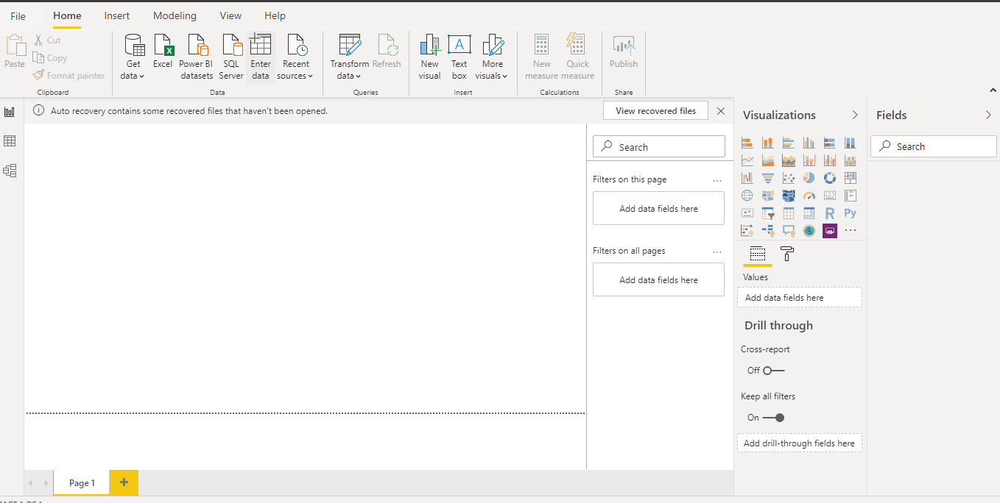 File Home Insert Modeling View Help
Paste
Cut
Copy
Format painter
Clipboard
Get data
Excel
Power BI datasets
SQL Server
Enter data
Recent sources
Data
Transform data
Refresh
Queries
New visual
Text box
More visuals
Insert
New measure
Quick measure
Calculations
Publish
Share
Auto recovery contains some recovered files that haven't been opened.
View recovered files
Search
Filters on this page
...
Add data fields here
Filters on all pages
...
Add data fields here
Visualizations
123
R
Py
...
Values
Add data fields here
Drill through
Cross-report
Off
Keep all filters
On
Add drill-through fields here
Fields
Search
Page 1